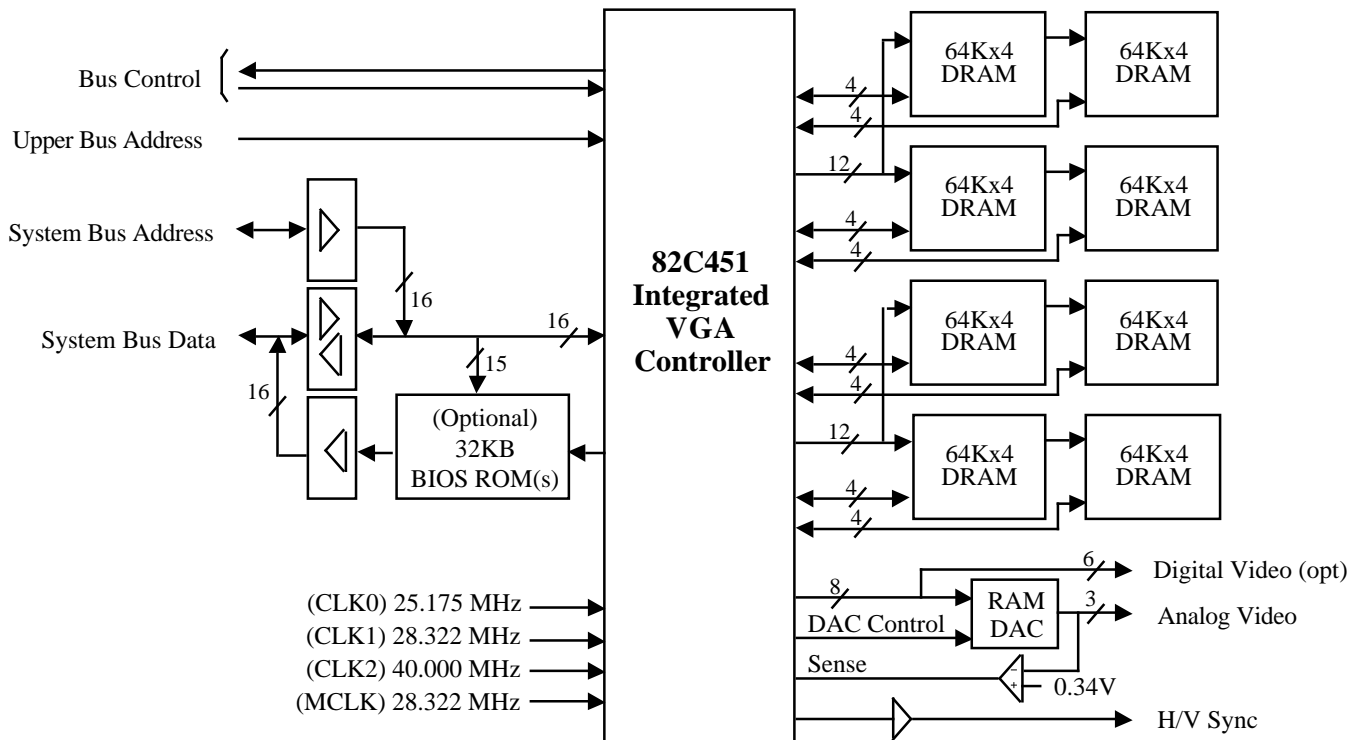 Bus Control
Upper Bus Address
System Bus Address
16
System Bus Data
16
15
16
(Optional)
32KB
BIOS ROM(s)
(CLK0) 25.175 MHz
(CLK1) 28.322 MHz
(CLK2) 40.000 MHz
(MCLK) 28.322 MHz
82C451
Integrated
VGA
Controller
64Kx4
DRAM
64Kx4
DRAM
4
4
12
64Kx4
DRAM
64Kx4
DRAM
4
4
64Kx4
DRAM
64Kx4
DRAM
4
4
12
64Kx4
DRAM
64Kx4
DRAM
4
4
6
Digital Video (opt)
8
RAM
DAC
3
Analog Video
DAC Control
Sense
−
+
0.34V
H/V Sync